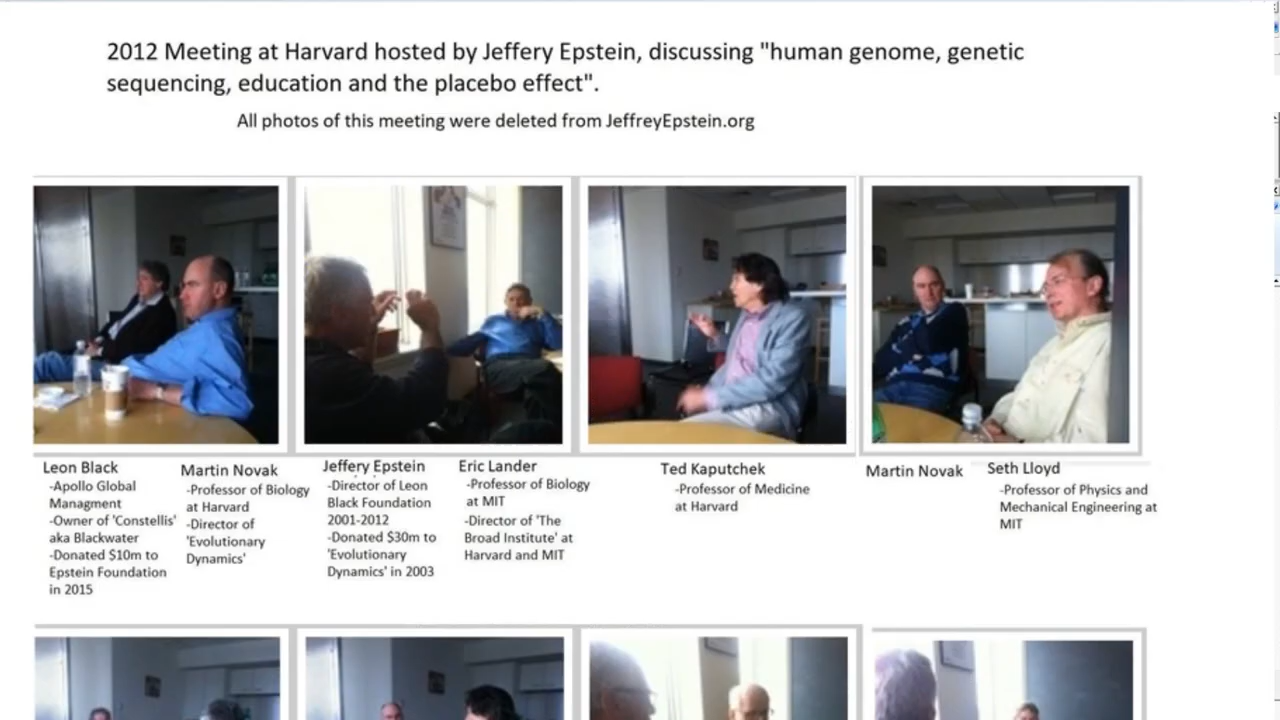 2012 Meeting at Harvard hosted by Jeffery Epstein, discussing "human genome, genetic
sequencing, education and the placebo effect".
All photos of this meeting were deleted from JeffreyEpstein.org
Leon Black
-Apollo Global
Managment
-Owner of 'Constellis'
aka Blackwater
-Donated $10m to
Epstein Foundation
in 2015
Martin Novak
-Professor of Biology
at Harvard
-Director of
'Evolutionary
Dynamics'
Jeffery Epstein
-Director of Leon
Black Foundation
2001-2012
-Donated $30m to
'Evolutionary
Dynamics' in 2003
Eric Lander
-Professor of Biology
at MIT
-Director of 'The
Broad Institute' at
Harvard and MIT
Ted Kaputchek
-Professor of Medicine
at Harvard
Martin Novak
Seth Lloyd
-Professor of Physics and
Mechanical Engineering at
MIT